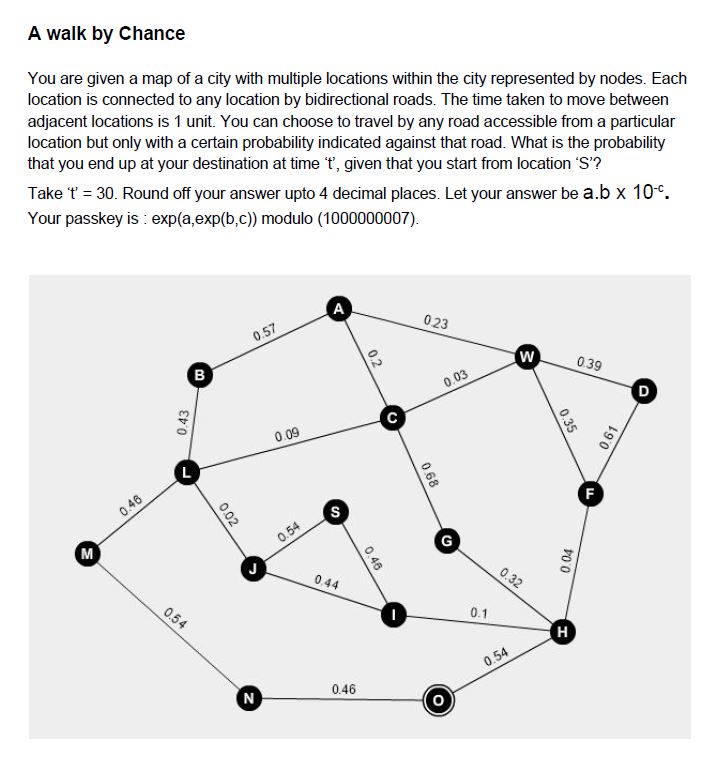 A walk by Chance
You are given a map of a city with multiple locations within the city represented by nodes. Each
location is connected to any location by bidirectional roads. The time taken to move between
adjacent locations is 1 unit. You can choose to travel by any road accessible from a particular
location but only with a certain probability indicated against that road. What is the probability
that you end up at your destination at time ‘t’, given that you start from location ‘S’?
Take ‘t’ = 30. Round off your answer upto 4 decimal places. Let your answer be a.b x 10-c.
Your passkey is : exp(a,exp(b,c)) modulo (1000000007).
A
0.23
0.57
W
0.39
0.2
B
0.03
D
0.43
C
0.35
0.61
0.09
L
0.68
F
0.46
0.02
S
0.54
G
M
0.46
0.04
J
0.44
0.32
0.54
I
0.1
H
0.54
0.46
N
O